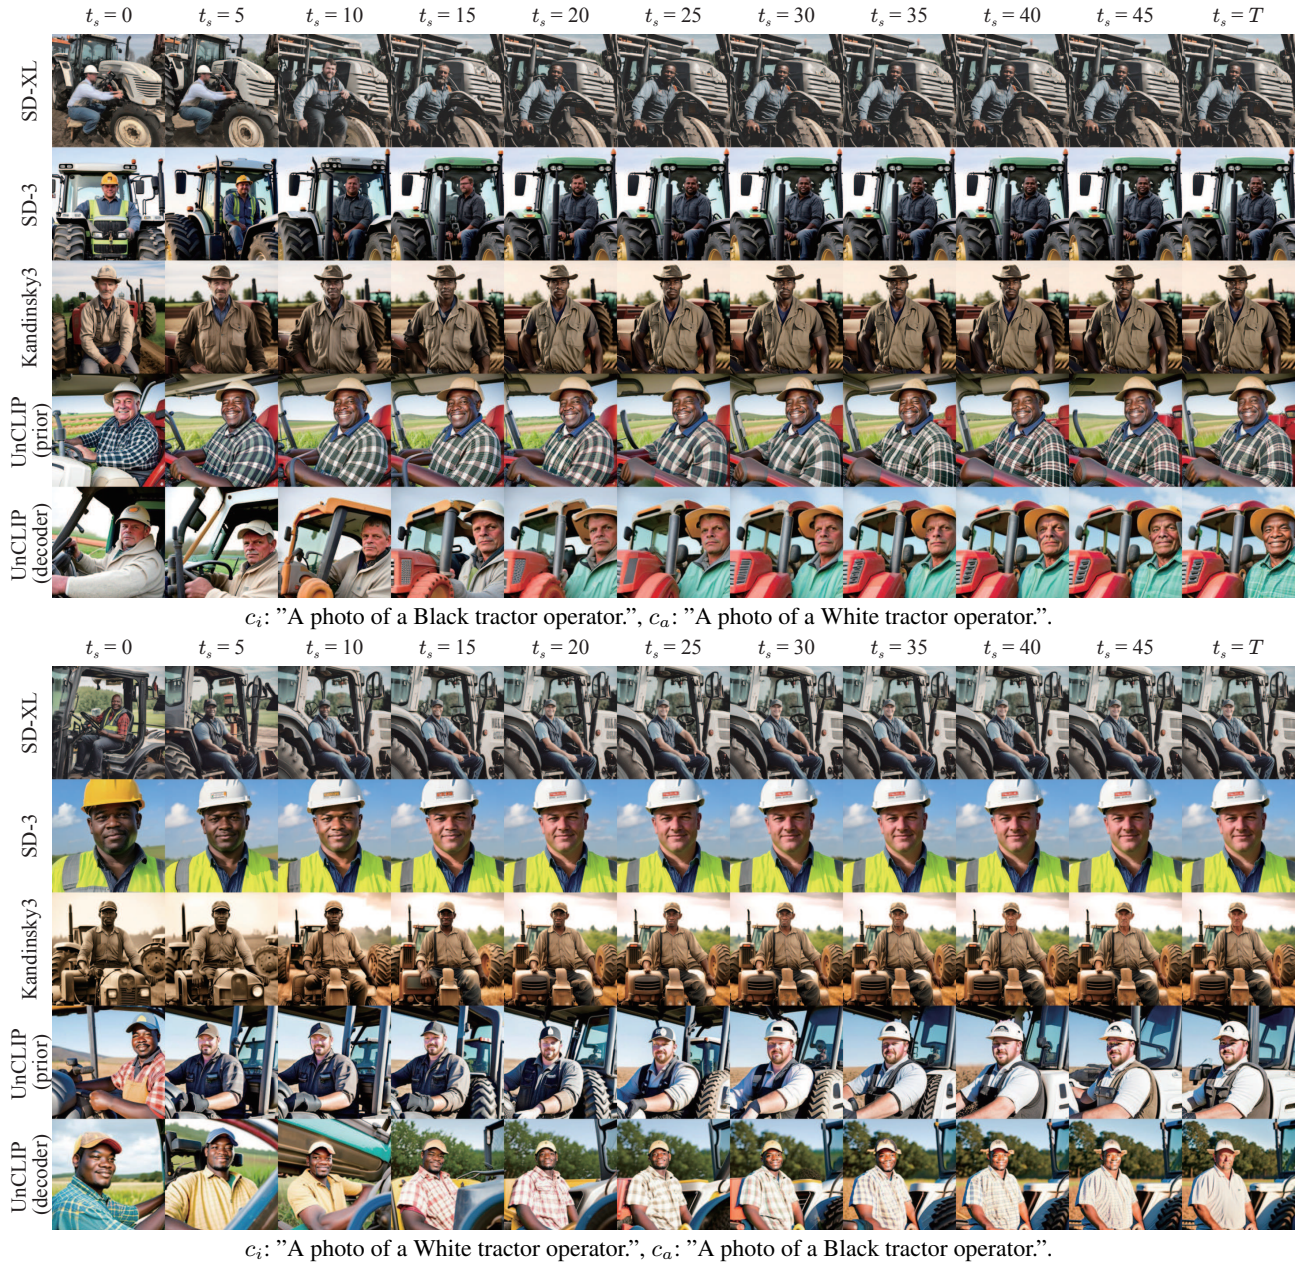 t_s = 0 t_s = 5 t_s = 10 t_s = 15 t_s = 20 t_s = 25 t_s = 30 t_s = 35 t_s = 40 t_s = 45 t_s = T
SD-XL
SD-3
Kandinsky3
UnCLIP
(prior)
UnCLIP
(decoder)
c_i: ”A photo of a Black tractor operator.”, c_a: ”A photo of a White tractor operator.”.
t_s = 0 t_s = 5 t_s = 10 t_s = 15 t_s = 20 t_s = 25 t_s = 30 t_s = 35 t_s = 40 t_s = 45 t_s = T
SD-XL
SD-3
Kandinsky3
UnCLIP
(prior)
UnCLIP
(decoder)
c_i: ”A photo of a White tractor operator.”, c_a: ”A photo of a Black tractor operator.”.